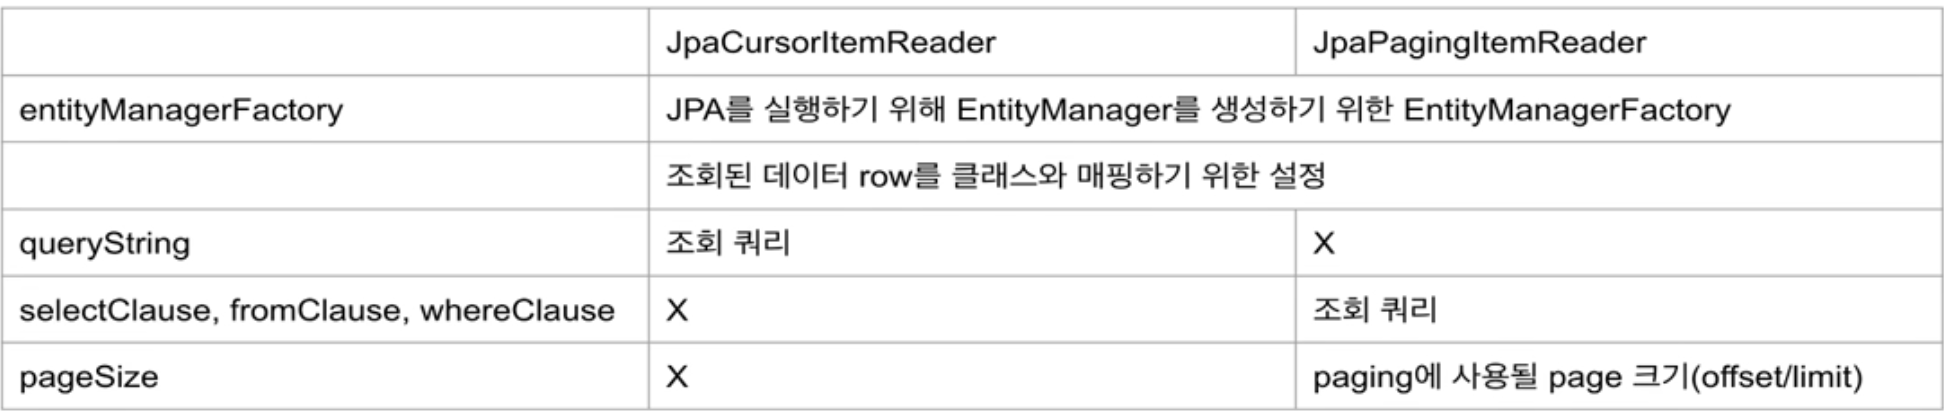 JpaCursorItemReader JpaPagingItemReader
entityManagerFactory JPA를 실행하기 위해 EntityManager를 생성하기 위한 EntityManagerFactory
조회된 데이터 row를 클래스와 매핑하기 위한 설정
queryString 조회 쿼리 X
selectClause, fromClause, whereClause X 조회 쿼리
pageSize X paging에 사용될 page 크기(offset/limit)